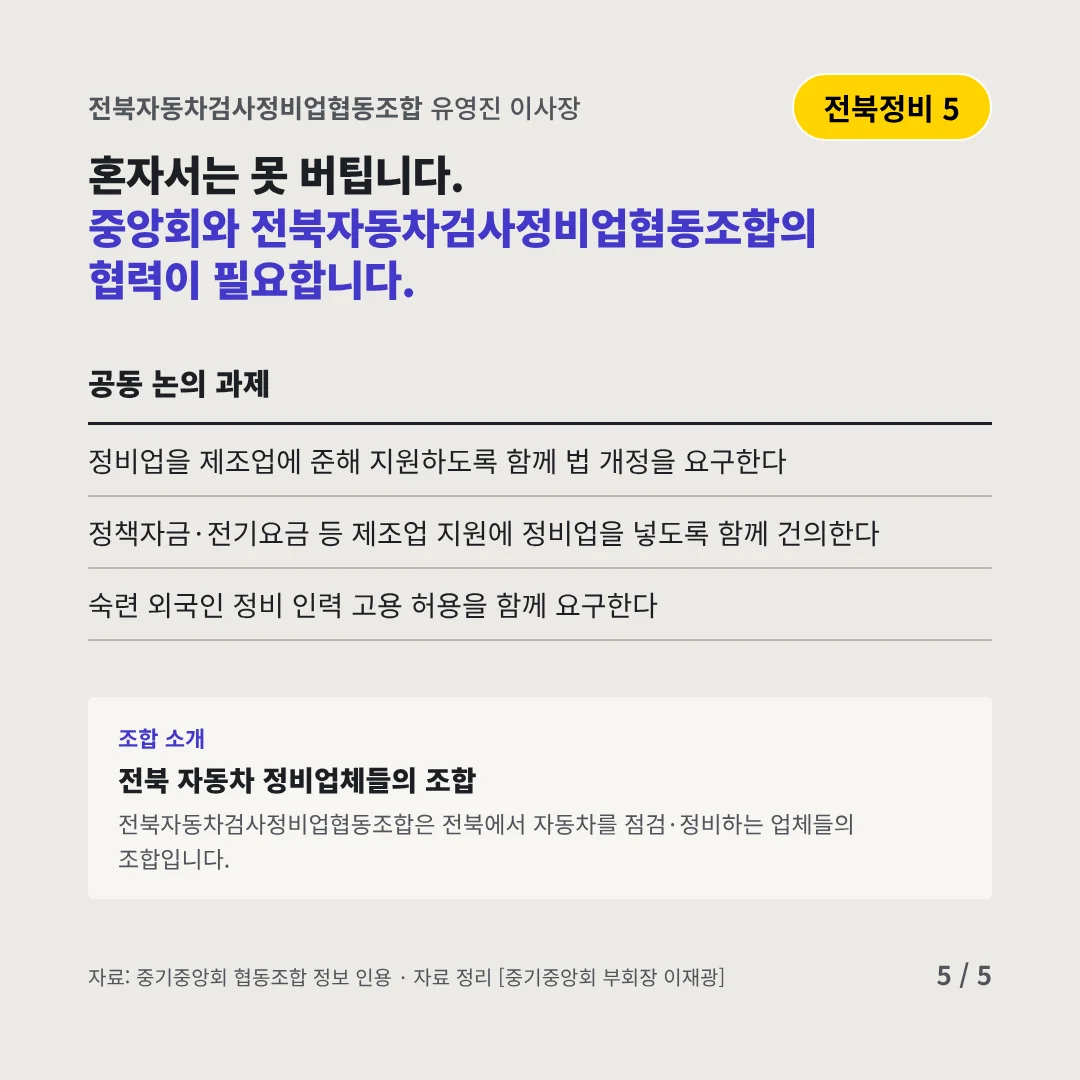 전북자동차검사정비업협동조합 유영진 이사장
전북정비 5
혼자서는 못 버팁니다.
중앙회와 전북자동차검사정비업협동조합의
협력이 필요합니다.
공동 논의 과제
정비업을 제조업에 준해 지원하도록 함께 법 개정을 요구한다
정책자금·전기요금 등 제조업 지원에 정비업을 넣도록 함께 건의한다
숙련 외국인 정비 인력 고용 허용을 함께 요구한다
조합 소개
전북 자동차 정비업체들의 조합
전북자동차검사정비업협동조합은 전북에서 자동차를 점검·정비하는 업체들의
조합입니다.
자료: 중기중앙회 협동조합 정보 인용 · 자료 정리 [중기중앙회 부회장 이재광]
5 / 5